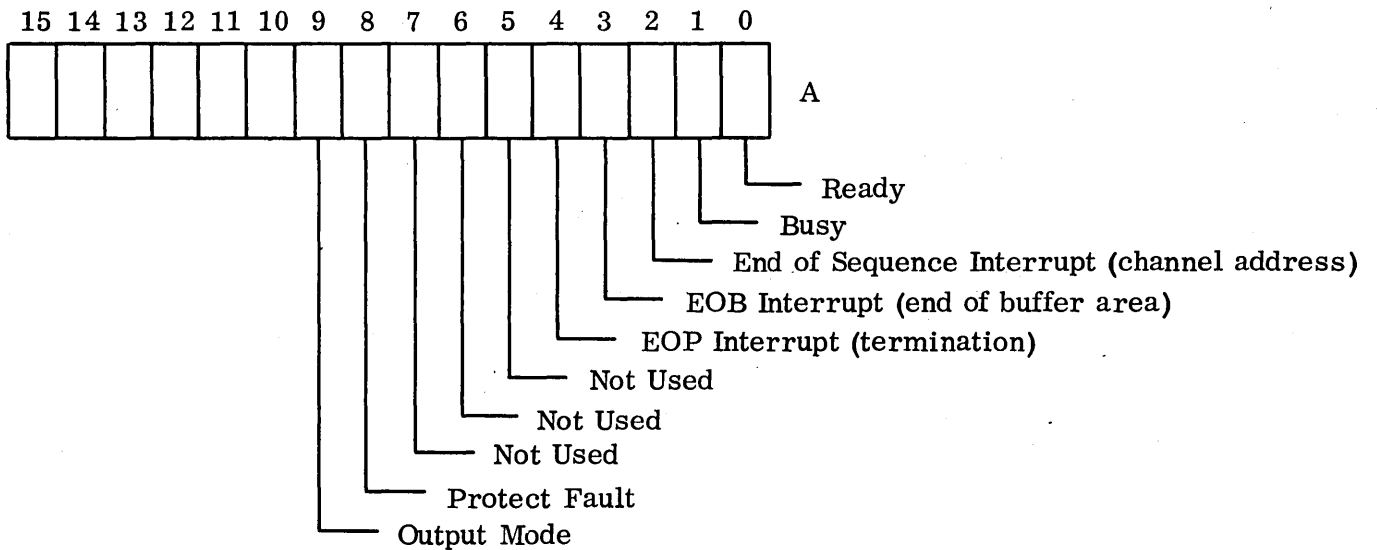 15 14 13 12 11 10 9 8 7 6 5 4 3 2 1 0
A
Ready
Busy
End of Sequence Interrupt (channel address)
EOB Interrupt (end of buffer area)
EOP Interrupt (termination)
Not Used
Not Used
Not Used
Protect Fault
Output Mode